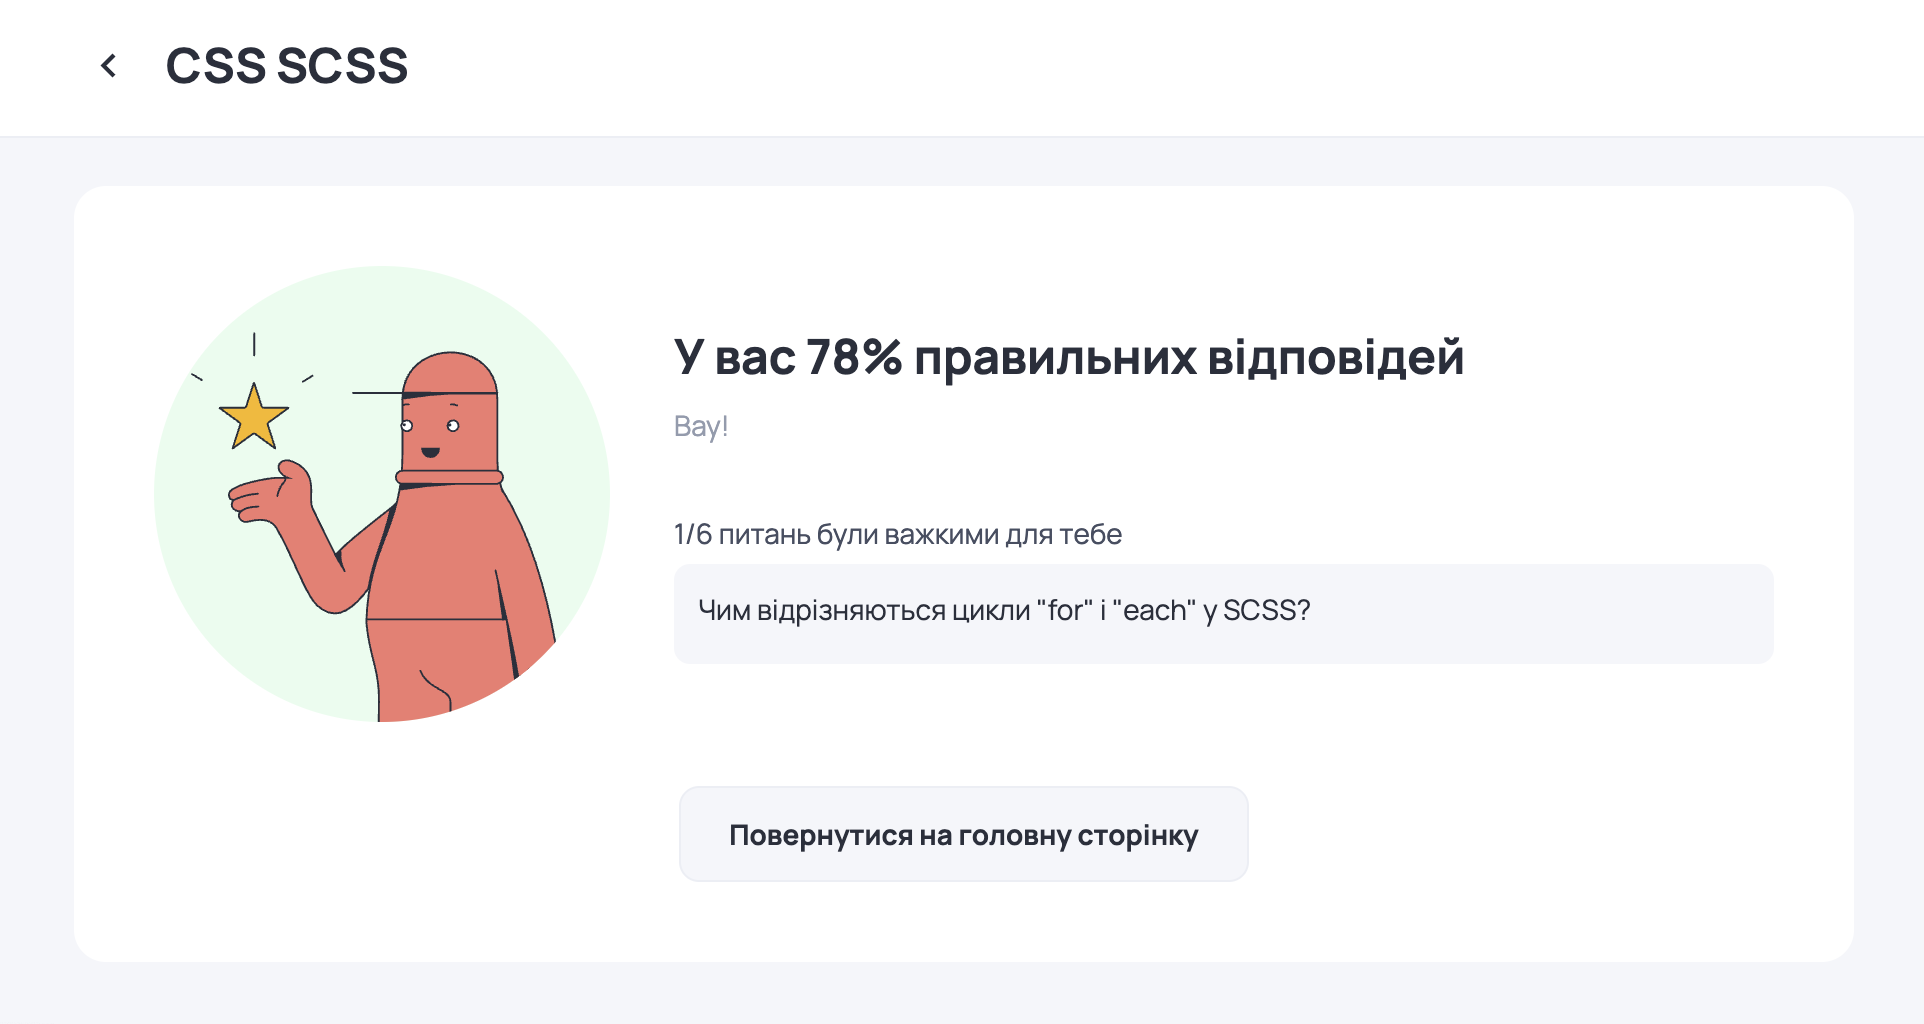 CSS SCSS
У вас 78% правильних відповідей
Вау!
1/6 питань були важкими для тебе
Чим відрізняються цикли "for" і "each" у SCSS?
Повернутися на головну сторінку